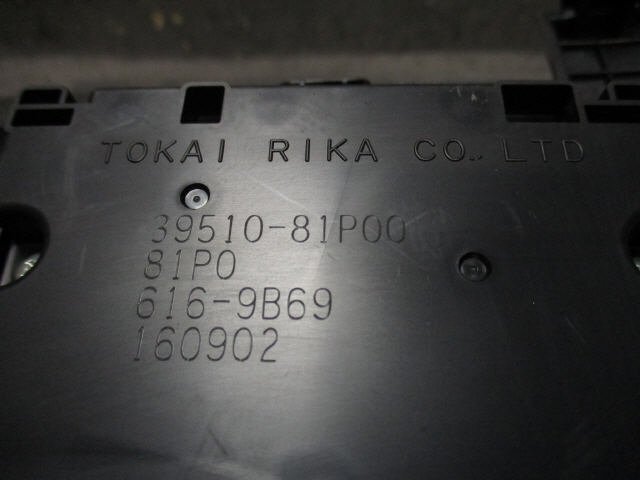 TOKAI RIKA CO., LTD
39510-81P00
81P0
616-9B69
160902